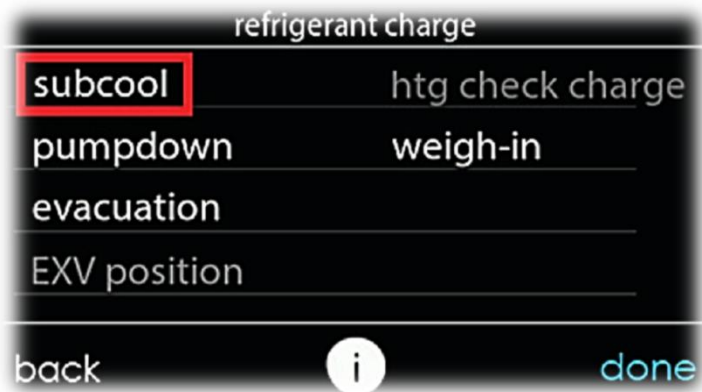 refrigerant charge
subcool htg check charge
pumpdown weigh-in
evacuation
EXV position
back i done